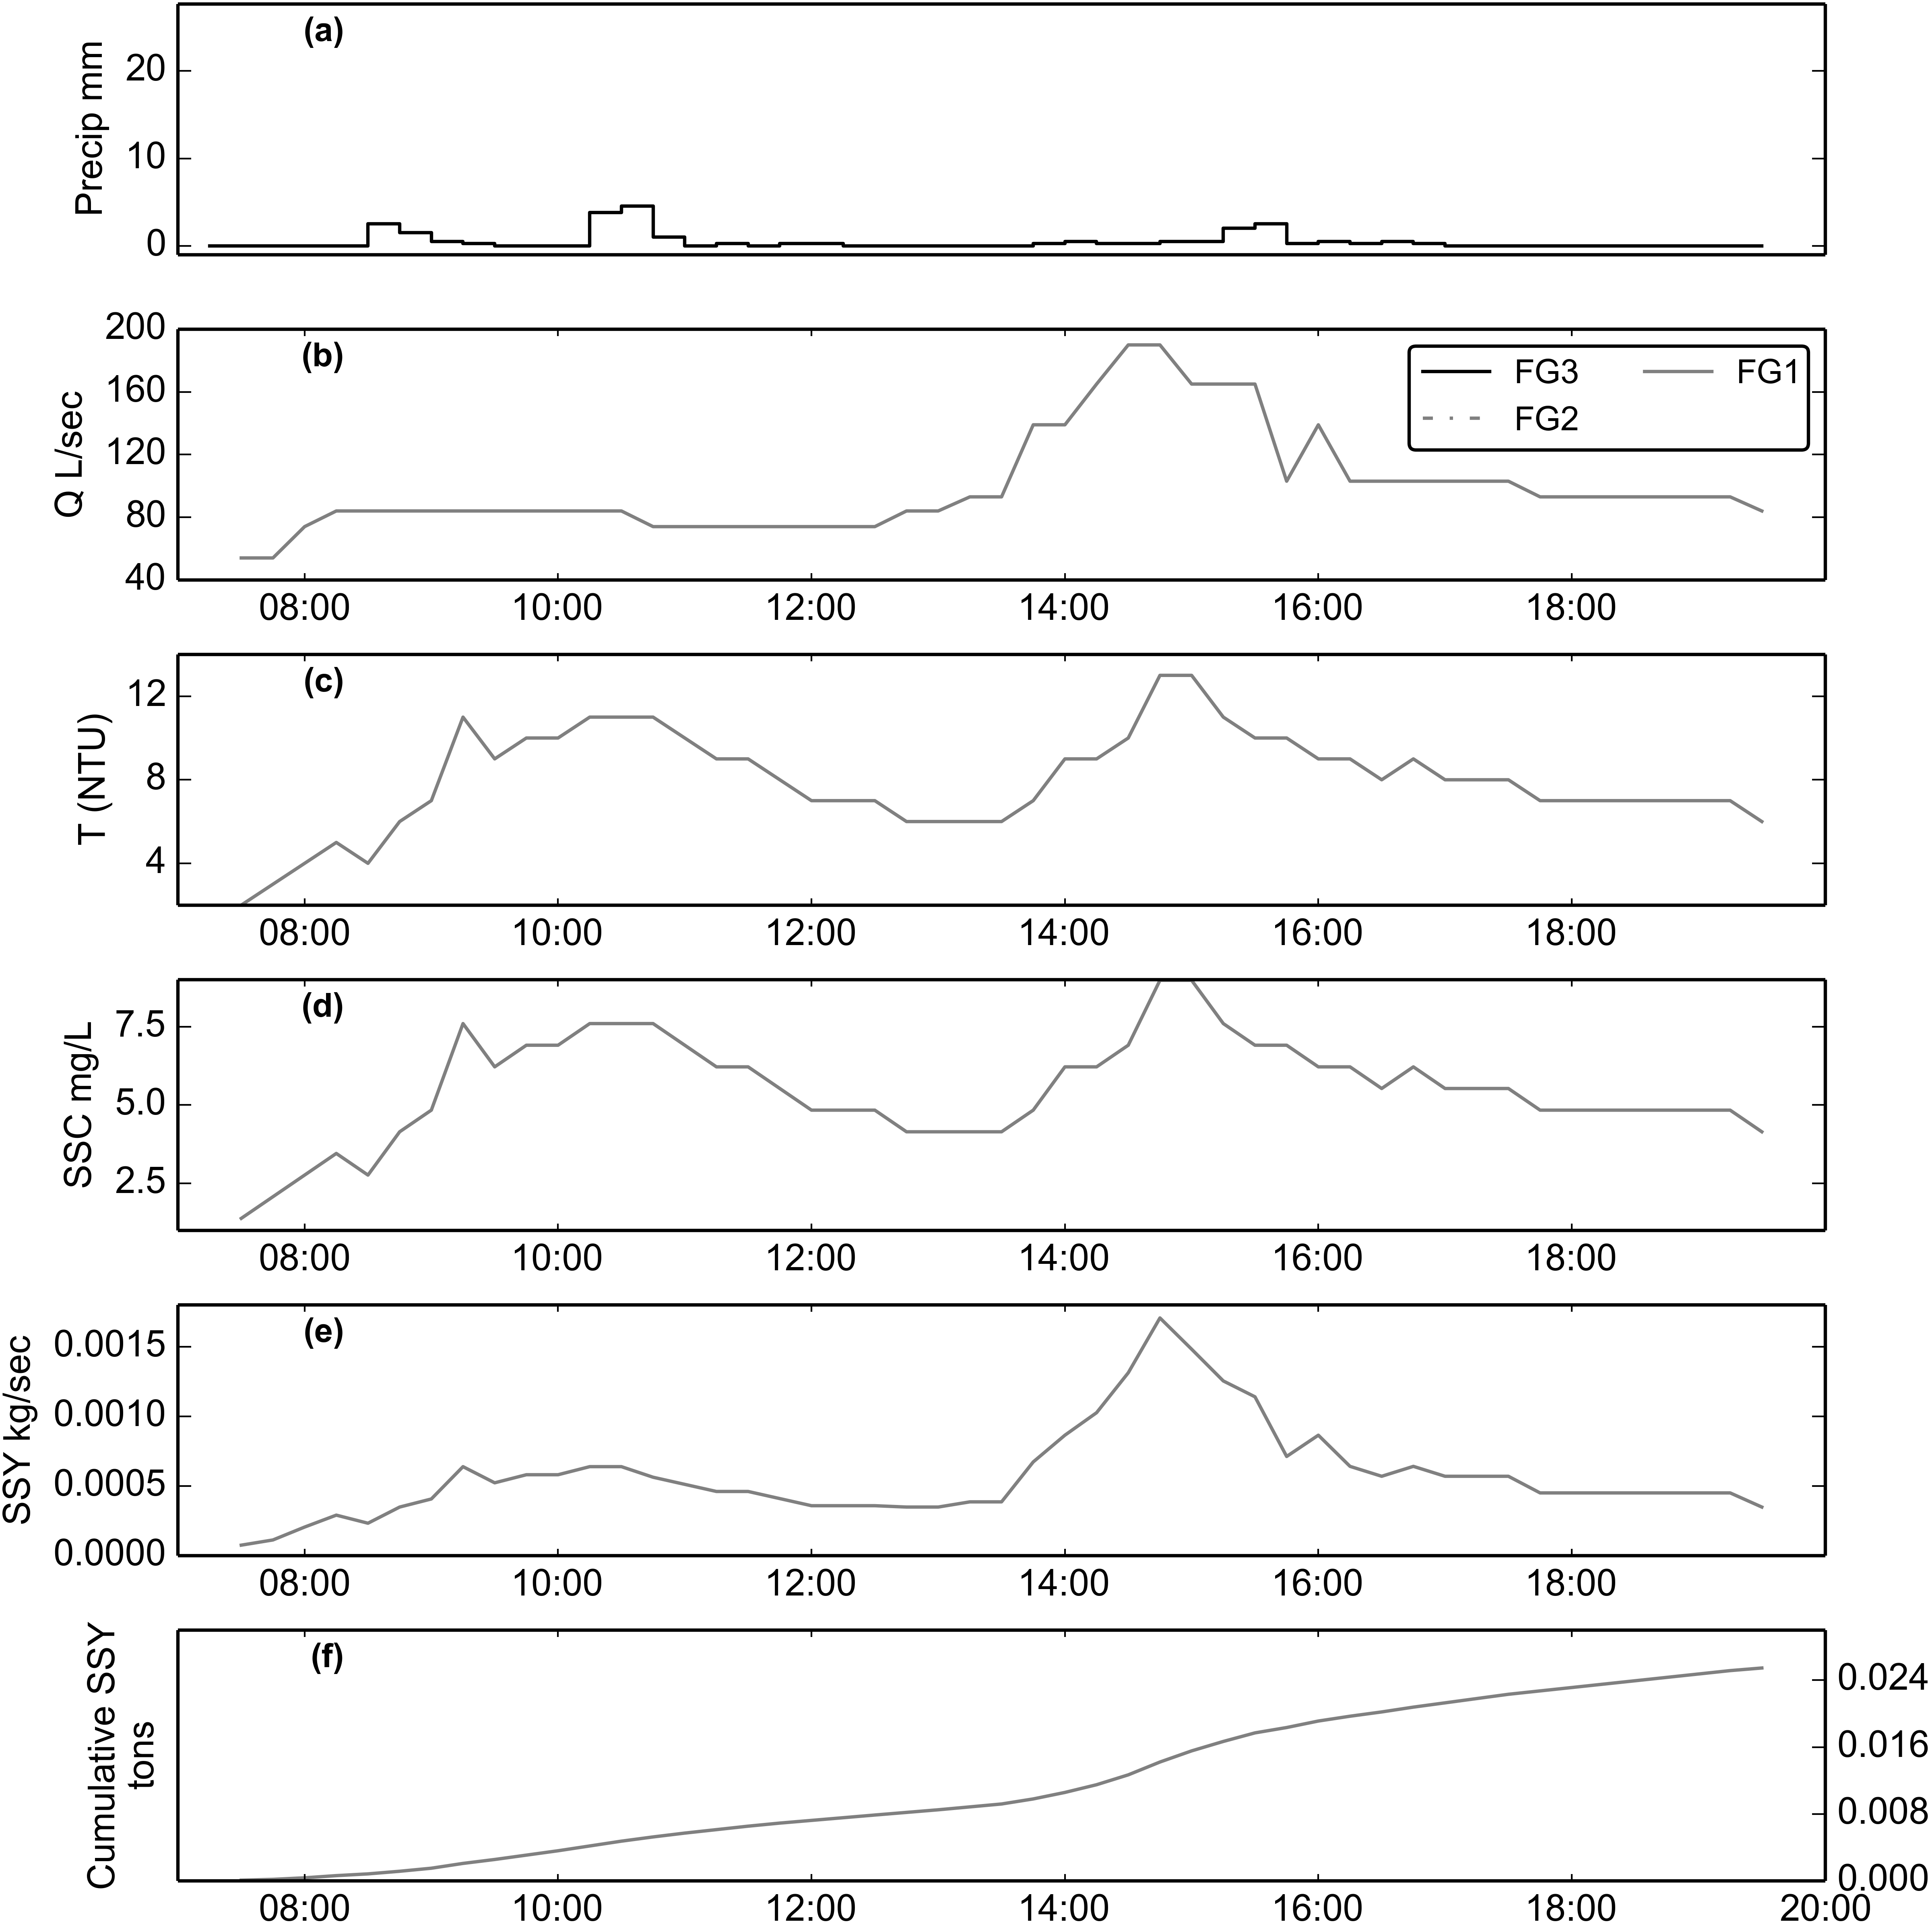 (a)
Precip mm
20
10
0
(b)
Q L/sec
200
160
120
80
40
FG3 FG1
FG2
08:00 10:00 12:00 14:00 16:00 18:00
(c)
T (NTU)
12
8
4
08:00 10:00 12:00 14:00 16:00 18:00
(d)
SSC mg/L
7.5
5.0
2.5
08:00 10:00 12:00 14:00 16:00 18:00
(e)
SSY kg/sec
0.0015
0.0010
0.0005
0.0000
08:00 10:00 12:00 14:00 16:00 18:00
(f)
Cumulative SSY
tons
0.024
0.016
0.008
0.000
08:00 10:00 12:00 14:00 16:00 18:00 20:00